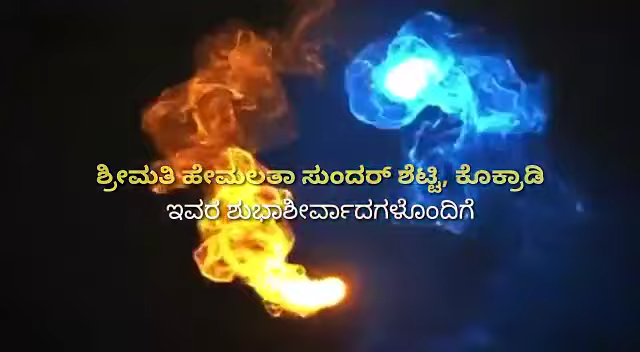 ಶ್ರೀಮತಿ ಹೇಮಲತಾ ಸುಂದರ್ ಶೆಟ್ಟಿ, ಕೊಕ್ರಾಡಿ
ಇವರ ಶುಭಾಶೀರ್ವಾದಗಳೊಂದಿಗೆ